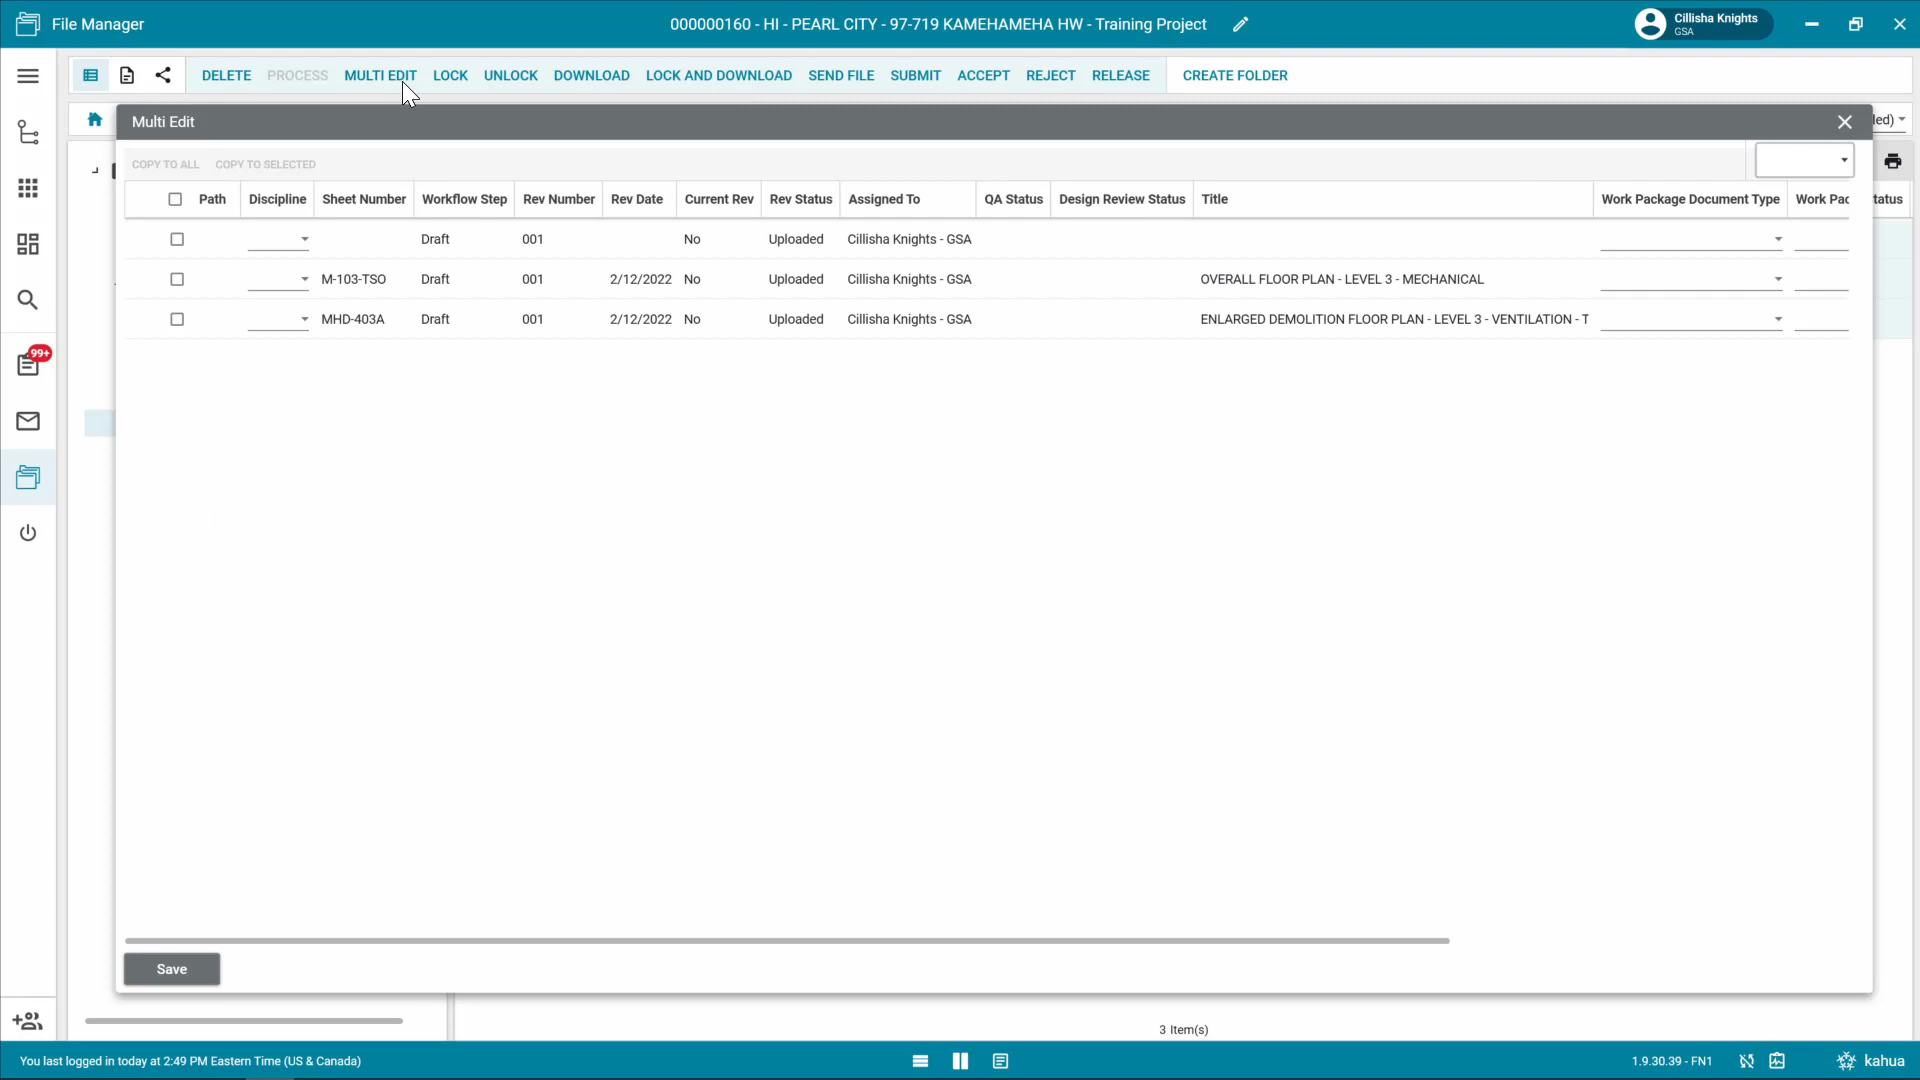 File Manager
000000160 - HI - PEARL CITY - 97-719 KAMEHAMEHA HW - Training Project
Cillisha Knights
GSA
DELETE PROCESS MULTI EDIT LOCK UNLOCK DOWNLOAD LOCK AND DOWNLOAD SEND FILE SUBMIT ACCEPT REJECT RELEASE CREATE FOLDER
Multi Edit
led)
COPY TO ALL COPY TO SELECTED
Path Discipline Sheet Number Workflow Step Rev Number Rev Date Current Rev Rev Status Assigned To QA Status Design Review Status Title Work Package Document Type Work Pac tatus
Draft 001 No Uploaded Cillisha Knights - GSA
M-103-TSO Draft 001 2/12/2022 No Uploaded Cillisha Knights - GSA OVERALL FLOOR PLAN - LEVEL 3 - MECHANICAL
MHD-403A Draft 001 2/12/2022 No Uploaded Cillisha Knights - GSA ENLARGED DEMOLITION FLOOR PLAN - LEVEL 3 - VENTILATION - T
99+
Save
3 Item(s)
You last logged in today at 2:49 PM Eastern Time (US & Canada)
1.9.30.39 - FN1
kahua